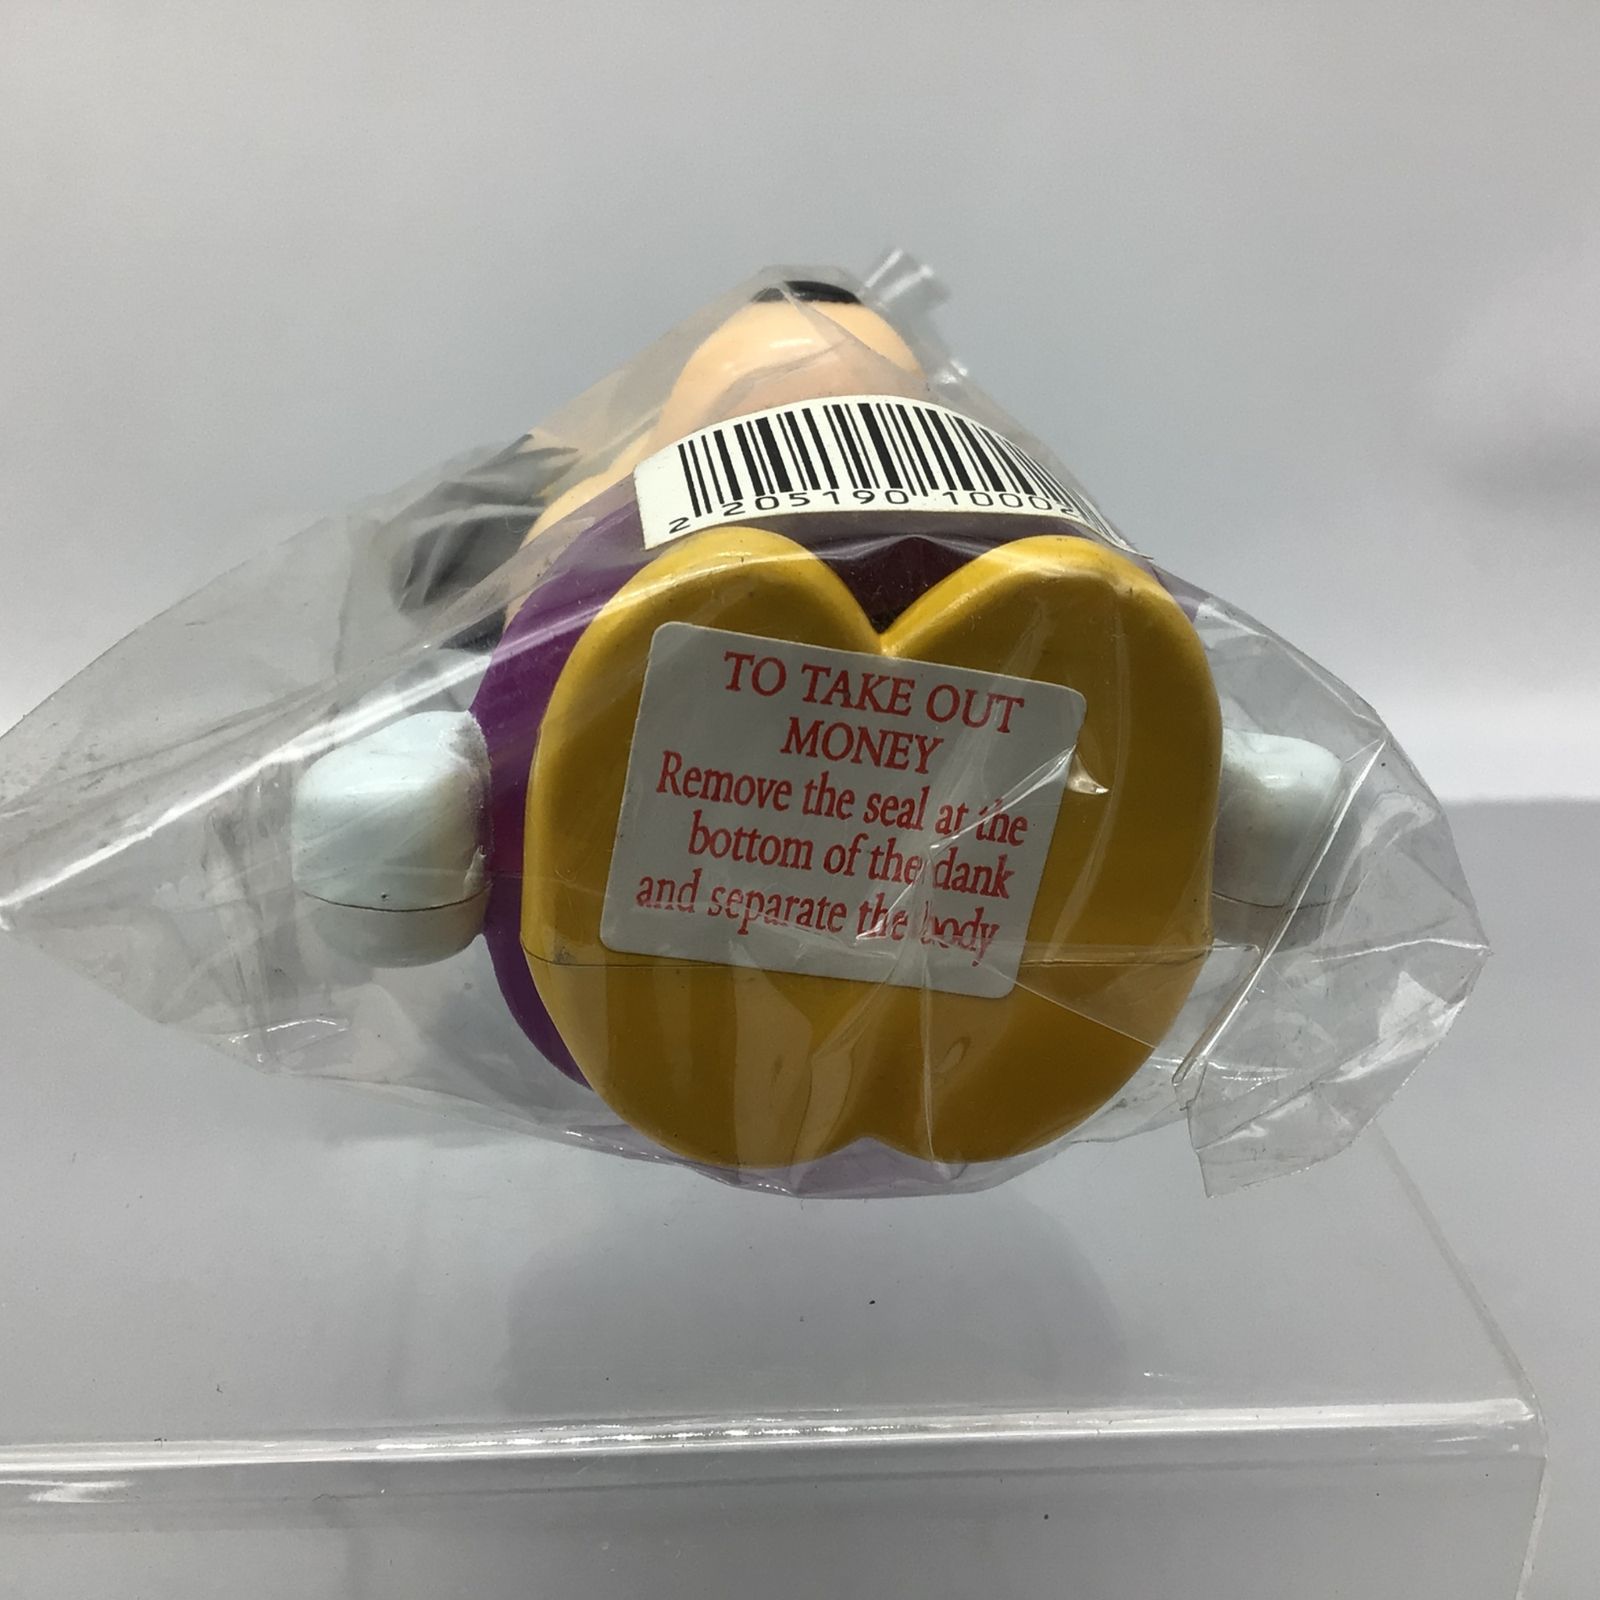 2 205190 10002
TO TAKE OUT
MONEY
Remove the seal at the
bottom of the dank
and separate the body